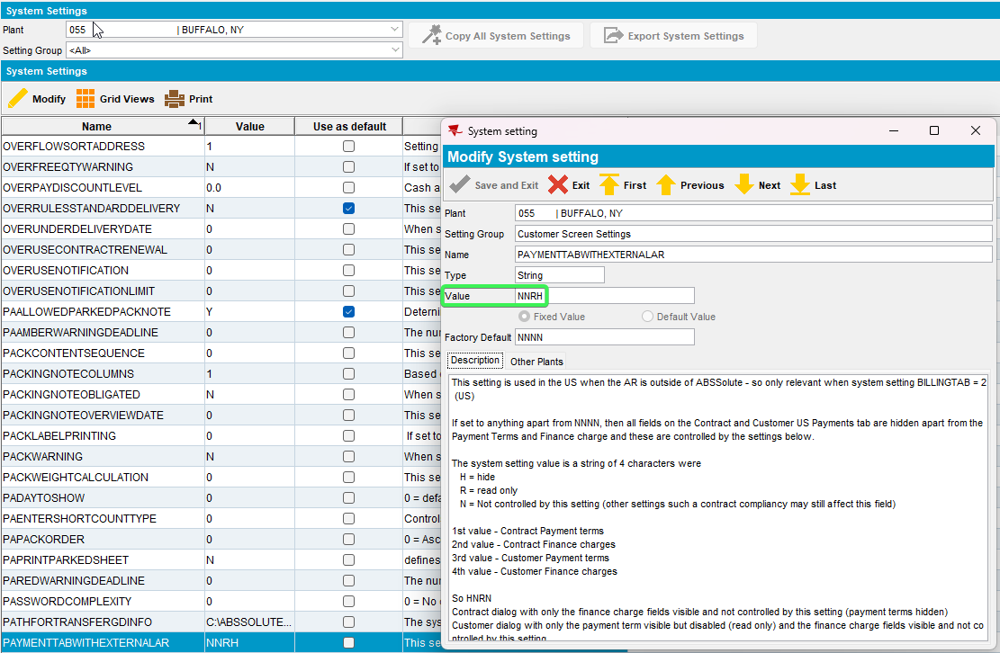 System Settings
Plant 055 | BUFFALO, NY Copy All System Settings Export System Settings
Setting Group <All>
System Settings
Modify Grid Views Print
Name 1 Value Use as default
OVERFLOWSORTADDRESS 1 Setting
OVERFREEQTYWARNING N If set to
OVERPAYDISCOUNTLEVEL 0.0 Cash a
OVERRULESSTANDARDDELIVERY N This se
OVERUNDERDELIVERYDATE 0 When s
OVERUSECONTRACTRENEWAL 0 This se
OVERUSENOTIFICATION 0 This se
OVERUSENOTIFICATIONLIMIT 0 This se
PAALLOWEDPARKEDPACKNOTE Y Determi
PAAMBERWARNINGDEADLINE 0 The nu
PACKCONTENTSEQUENCE 0 This se
PACKINGNOTECOLUMNS 1 Based
PACKINGNOTEOBLIGATED N When s
PACKINGNOTEOVERVIEWDATE 0 This se
PACKLABELPRINTING 0 If set to
PACKWARNING N When s
PACKWEIGHTCALCULATION 0 This se
PADAYTOSHOW 0 0 = defa
PAENTERSHORTCOUNTTYPE 0 Control
PAPACKORDER 0 0 = Asc
PAPRINTPARKEDSHEET N defines
PAREDWARNINGDEADLINE 0 The nu
PASSWORDCOMPLEXITY 0 0 = No
PATHFORTRANSFERGDINFO C:\ABSSOLUTE... The sys
PAYMENTTABWITHEXTERNALAR NNRH This se
System setting
Modify System setting
Save and Exit Exit First Previous Next Last
Plant 055 | BUFFALO, NY
Setting Group Customer Screen Settings
Name PAYMENTTABWITHEXTERNALAR
Type String
Value NNRH
Fixed Value Default Value
Factory Default NNNN
Description Other Plants
This setting is used in the US when the AR is outside of ABSSolute - so only relevant when system setting BILLINGTAB = 2
(US)
If set to anything apart from NNNN, then all fields on the Contract and Customer US Payments tab are hidden apart from the
Payment Terms and Finance charge and these are controlled by the settings below.
The system setting value is a string of 4 characters were
H = hide
R = read only
N = Not controlled by this setting (other settings such a contract compliancy may still affect this field)
1st value - Contract Payment terms
2nd value - Contract Finance charges
3rd value - Customer Payment terms
4th value - Customer Finance charges
So HNRN
Contract dialog with only the finance charge fields visible and not controlled by this setting (payment terms hidden)
Customer dialog with only the payment term visible but disabled (read only) and the finance charge fields visible and not co
ntrolled by this setting